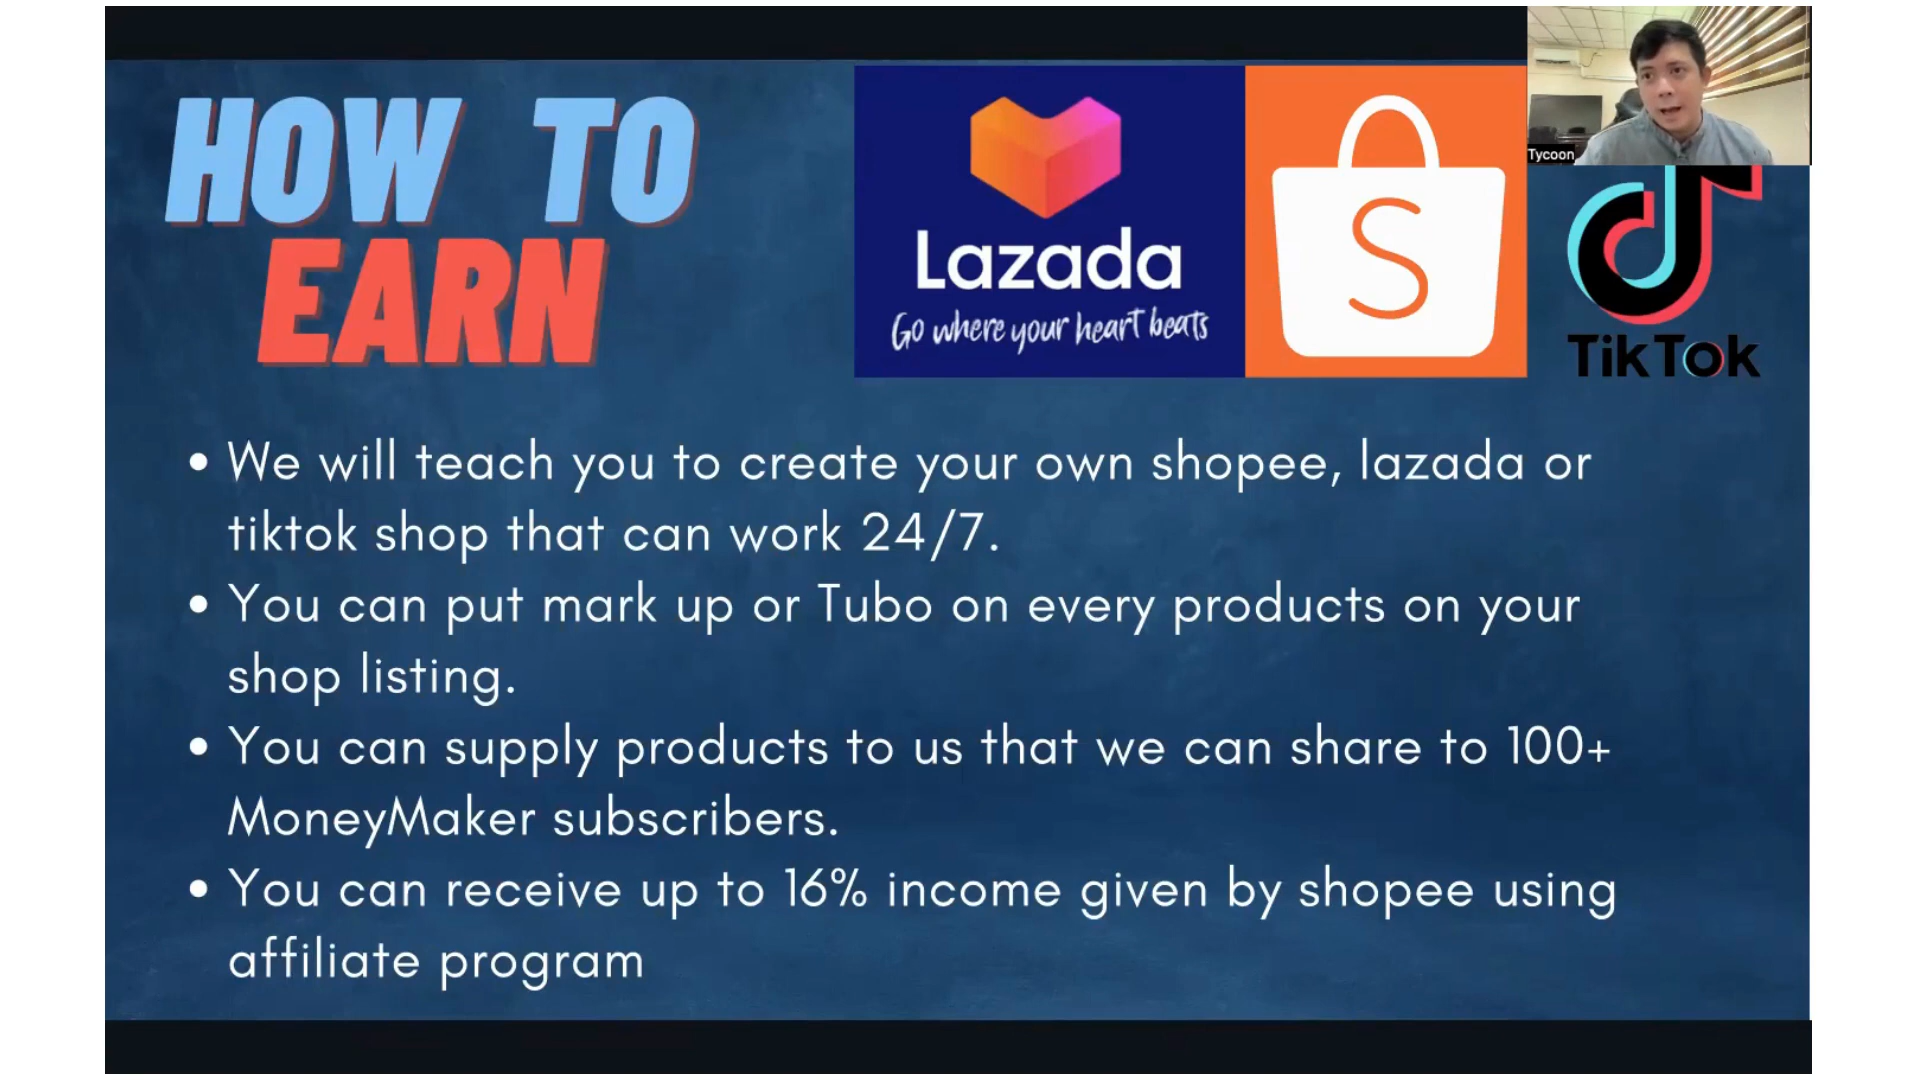 HOW TO
EARN
Lazada
Go where your heart beats
S
Tycoon
TikTok
• We will teach you to create your own shopee, lazada or
tiktok shop that can work 24/7.
• You can put mark up or Tubo on every products on your
shop listing.
• You can supply products to us that we can share to 100+
MoneyMaker subscribers.
• You can receive up to 16% income given by shopee using
affiliate program